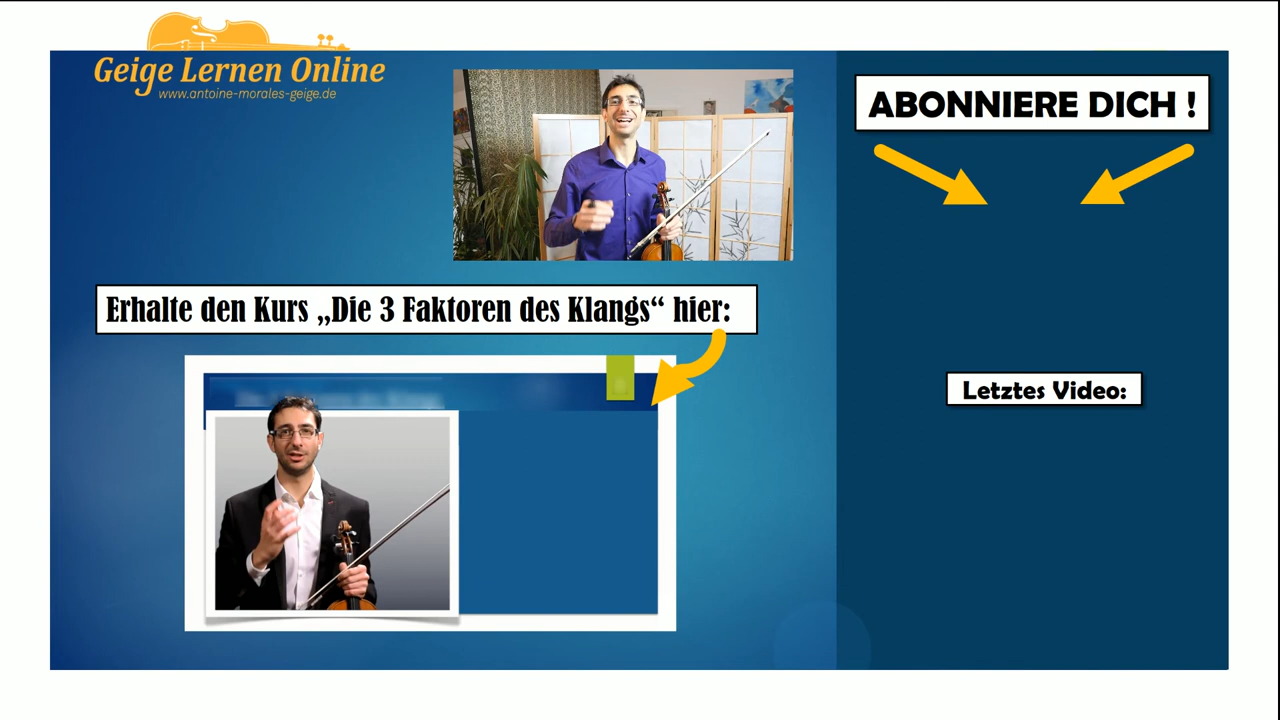 Geige Lernen Online
www.antoine-morales-geige.de
ABONNIERE DICH !
Erhalte den Kurs „Die 3 Faktoren des Klangs“ hier:
Letztes Video: